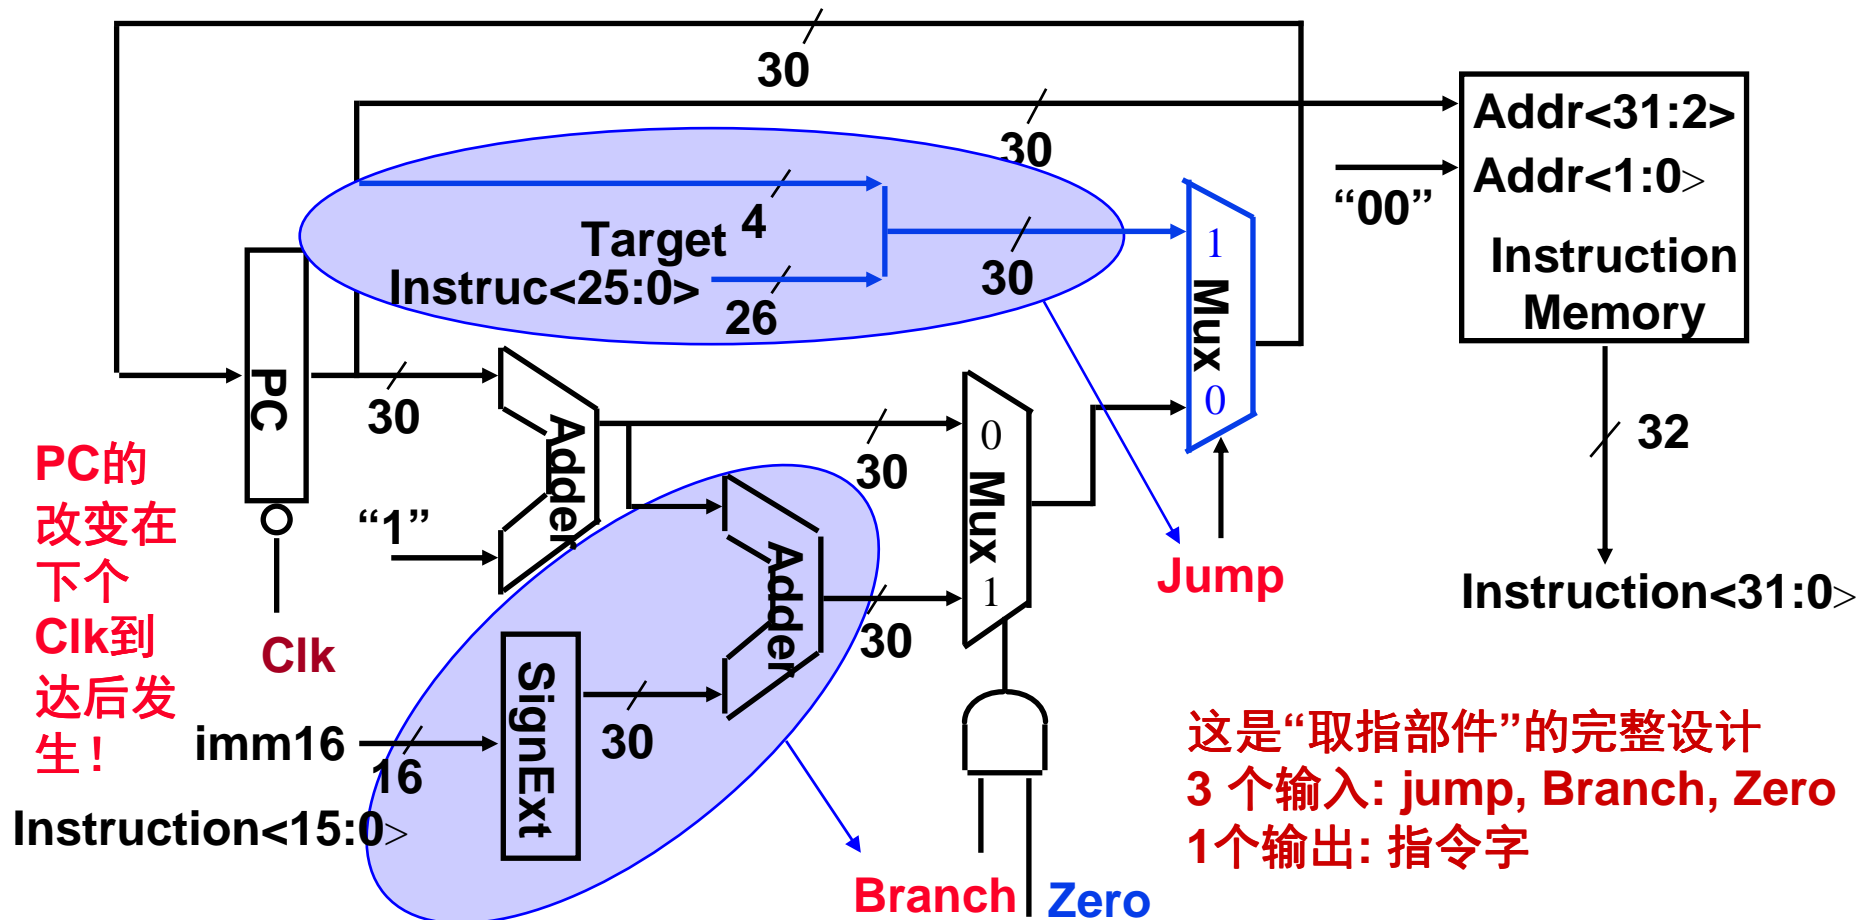 30
30
Addr<31:2>
Addr<1:0>
“00”
Instruction
Memory
4
Target
Instruc<25:0>
26
30
1
Mux
0
PC
30
Adder
“1”
30
0
Mux
1
32
Instruction<31:0>
Jump
PC的
改变在
下个
Clk到
达后发
生！
Clk
Adder
30
imm16
16
SignExt
30
Instruction<15:0>
Branch
Zero
这是“取指部件”的完整设计
3 个输入: jump, Branch, Zero
1个输出: 指令字